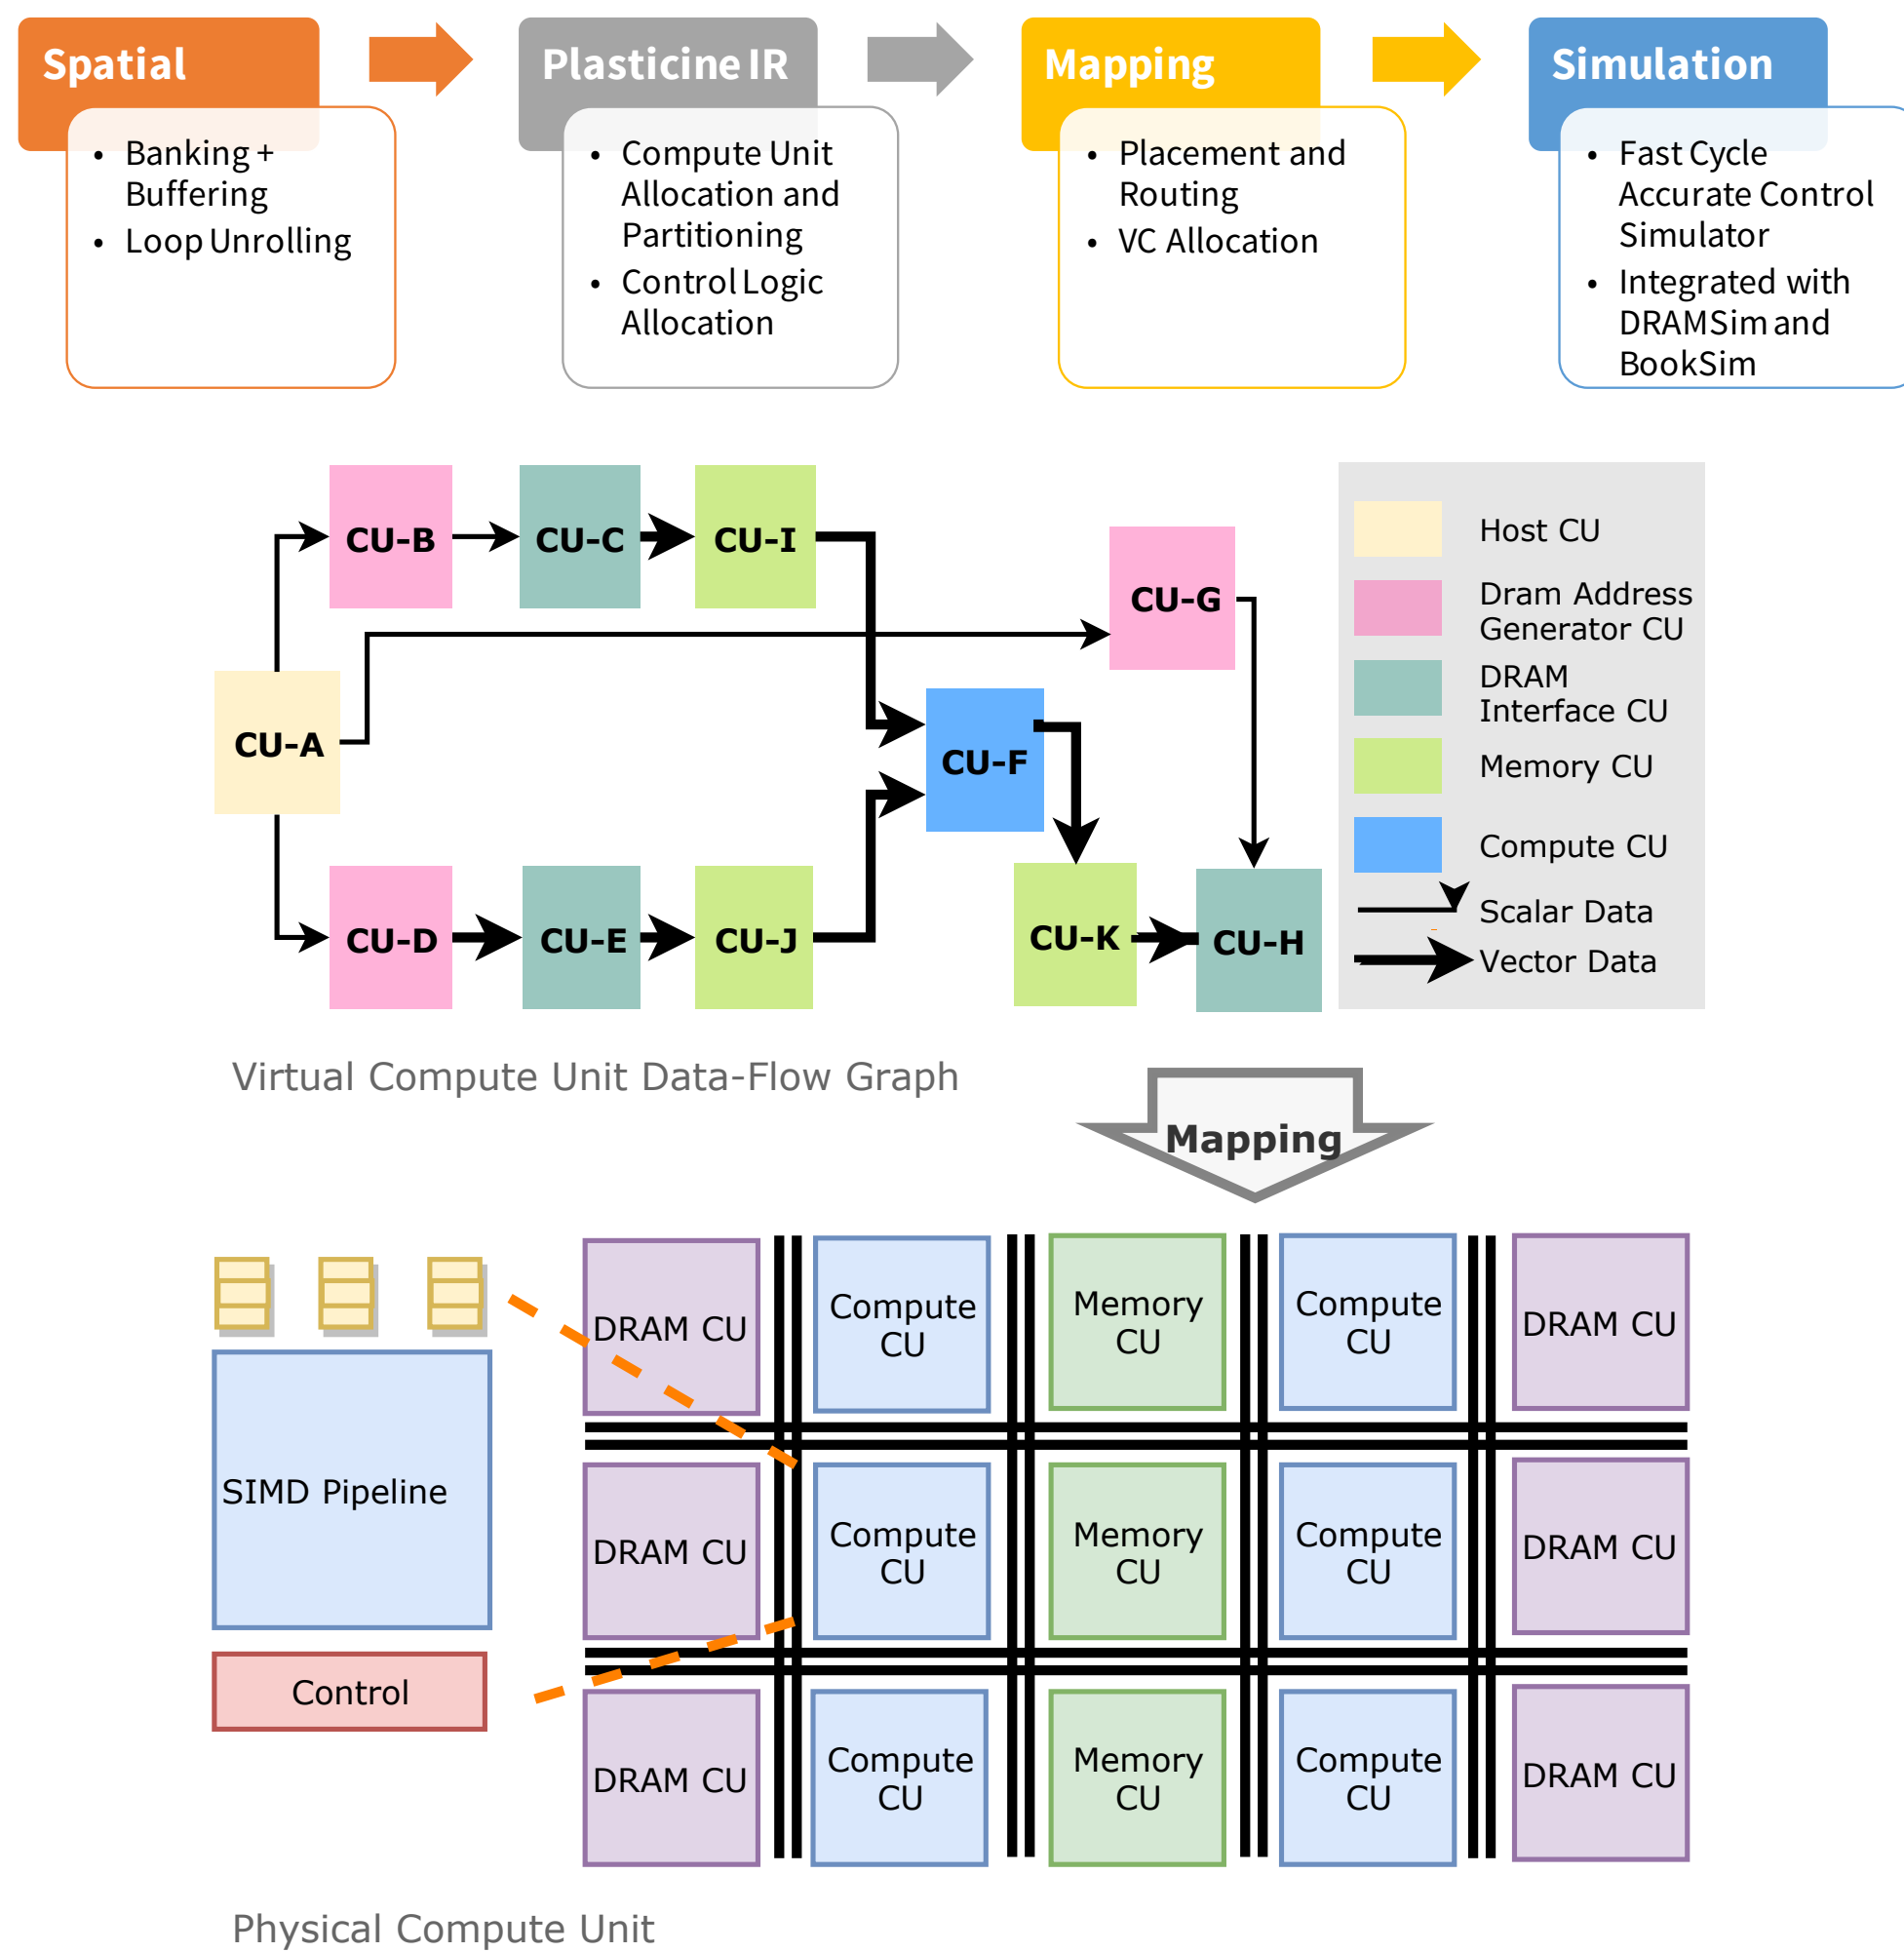 Spatial
• Banking +
Buffering
• Loop Unrolling
Plasticine IR
• Compute Unit
Allocation and
Partitioning
• Control Logic
Allocation
Mapping
• Placement and
Routing
• VC Allocation
Simulation
• Fast Cycle
Accurate Control
Simulator
• Integrated with
DRAMSim and
BookSim
CU-B
CU-C
CU-I
CU-G
CU-A
CU-F
CU-D
CU-E
CU-J
CU-K
CU-H
Host CU
Dram Address
Generator CU
DRAM
Interface CU
Memory CU
Compute CU
Scalar Data
Vector Data
Virtual Compute Unit Data-Flow Graph
Mapping
SIMD Pipeline
Control
DRAM CU
Compute
CU
Memory
CU
Compute
CU
DRAM CU
DRAM CU
Compute
CU
Memory
CU
Compute
CU
DRAM CU
DRAM CU
Compute
CU
Memory
CU
Compute
CU
DRAM CU
Physical Compute Unit